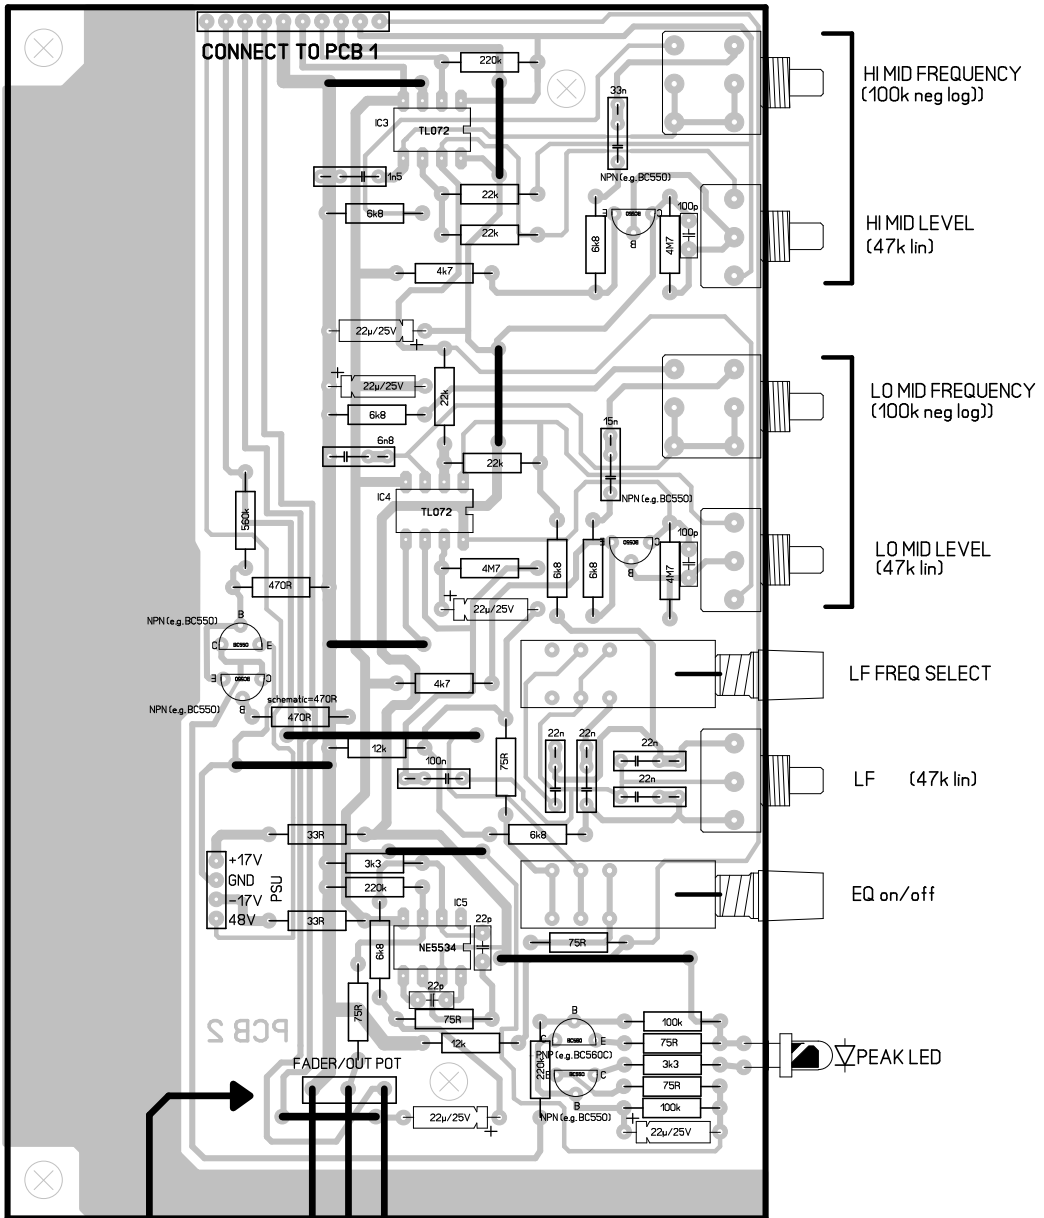 CONNECT TO PCB 1
220k
33n
HI MID FREQUENCY
(100k neg log))
IC3
TL072
1n5
NPN (e.g. BC550)
22k
6k8
100p
E
BC550
C
B
6k8
4M7
HI MID LEVEL
(47k lin)
22k
4k7
22µ/25V
+
+
22µ/25V
22k
6k8
LO MID FREQUENCY
(100k neg log))
15n
6n8
22k
IC4
TL072
NPN (e.g. BC550)
560k
100p
E
BC550
C
B
LO MID LEVEL
(47k lin)
4M7
6k8
6k8
4M7
470R
+
22µ/25V
NPN (e.g. BC550)
B
C
BC550
E
E
BC550
C
B
LF FREQ SELECT
4k7
schematic=470R
NPN (e.g. BC550)
470R
12k
22n
22n
22n
75R
100n
22n
LF (47k lin)
33R
6k8
+17V
GND
-17V
48V
PSU
3k3
220k
EQ on/off
IC5
22p
33R
6k8
NE5534
75R
22p
75R
75R
12k
PCB 2
B
C
BC560
E
100k
75R
PNP (e.g. BC560C)
220k
3k3
PEAK LED
FADER/OUT POT
E
BC550
C
B
75R
100k
NPN (e.g. BC550)
22µ/25V
+
+
22µ/25V